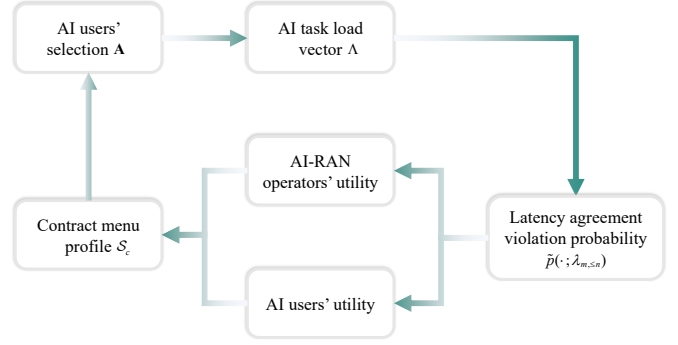 AI users'
selection A
AI task load
vector Λ
AI-RAN
operators' utility
Contract menu
profile 𝒮c
Latency agreement
violation probability
p̃(·; λm,≤n)
AI users' utility